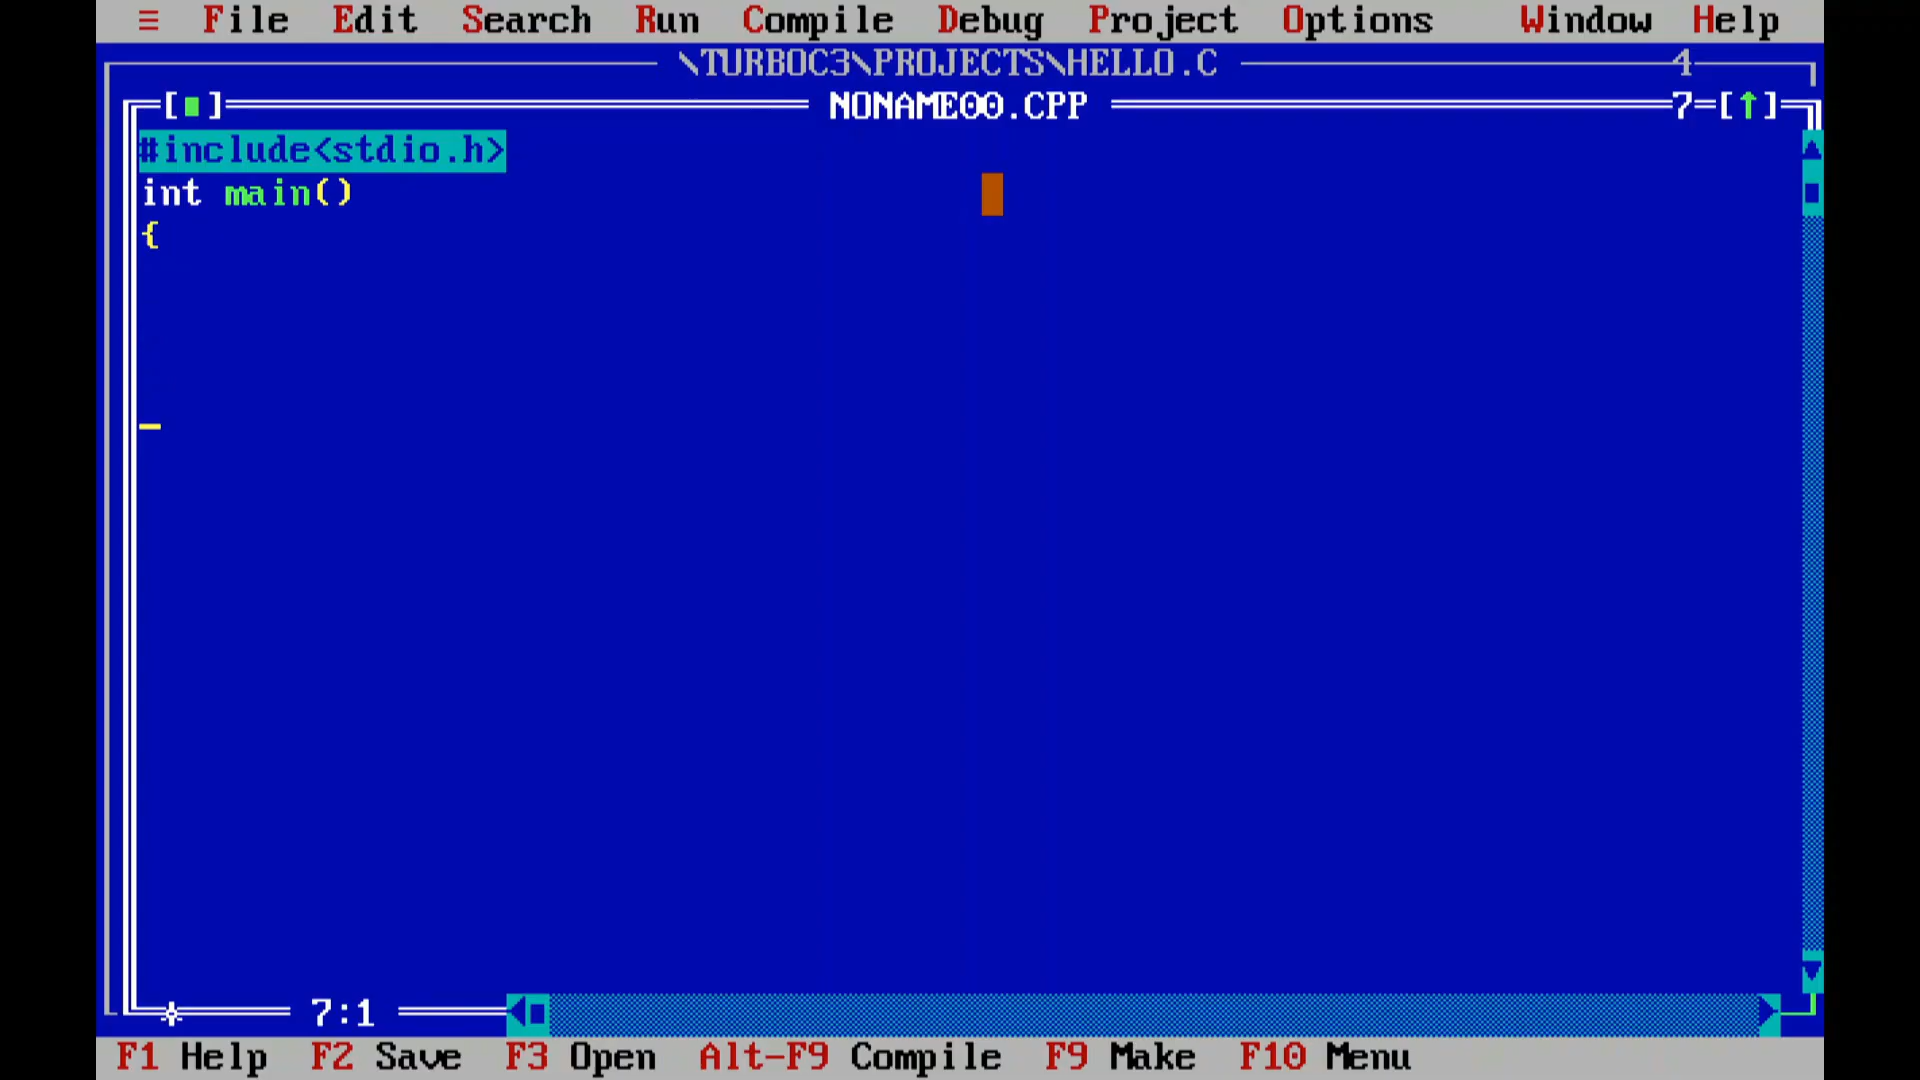 ≡ File Edit Search Run Compile Debug Project Options Window Help
\TURBOC3\PROJECTS\HELLO.C 4
[■] NONAME00.CPP 7=[↑]
#include<stdio.h>
int main()
{
7:1
F1 Help F2 Save F3 Open Alt-F9 Compile F9 Make F10 Menu